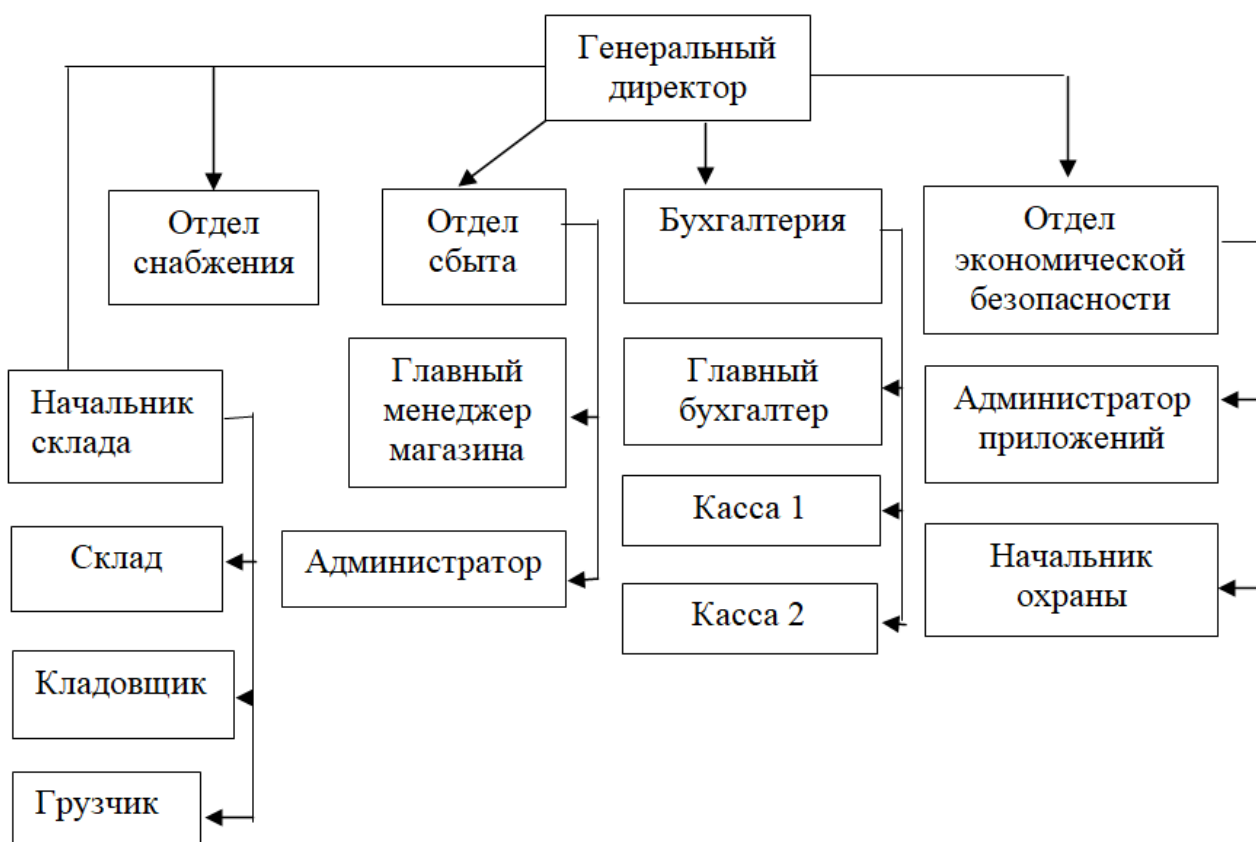 Генеральный
директор
Отдел
снабжения
Отдел
сбыта
Бухгалтерия
Отдел
экономической
безопасности
Начальник
склада
Главный
менеджер
магазина
Главный
бухгалтер
Администратор
приложений
Склад
Администратор
Касса 1
Касса 2
Начальник
охраны
Кладовщик
Грузчик